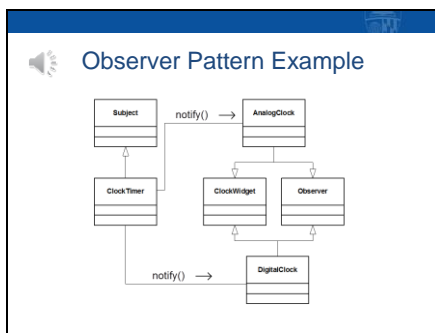 Observer Pattern Example
Subject
notify()
AnalogClock
ClockTimer
ClockWidget
Observer
notify()
DigitalClock